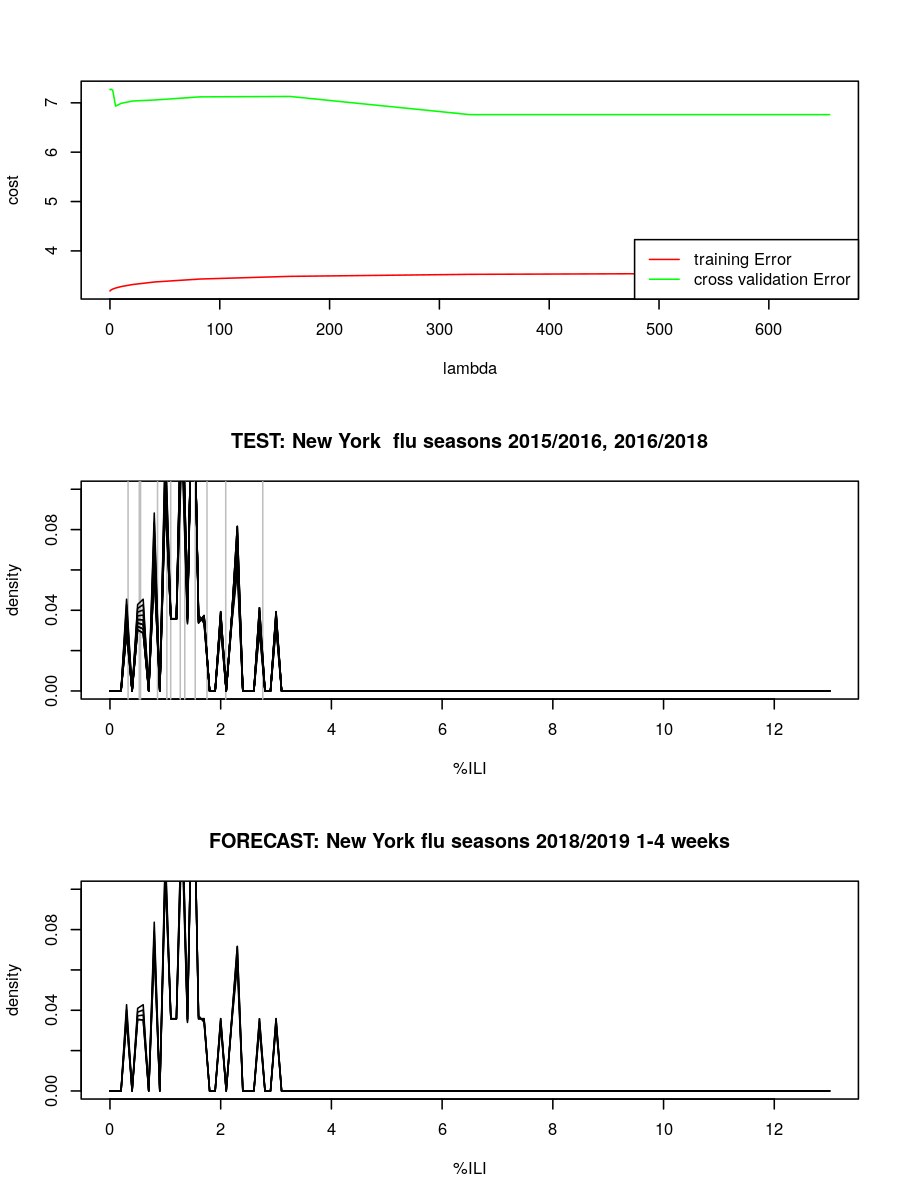 7
6
5
4
cost
training Error
cross validation Error
0 100 200 300 400 500 600
lambda
TEST: New York  flu seasons 2015/2016, 2016/2018
0.08
0.04
0.00
density
0 2 4 6 8 10 12
%ILI
FORECAST: New York flu seasons 2018/2019 1-4 weeks
0.08
0.04
0.00
density
0 2 4 6 8 10 12
%ILI